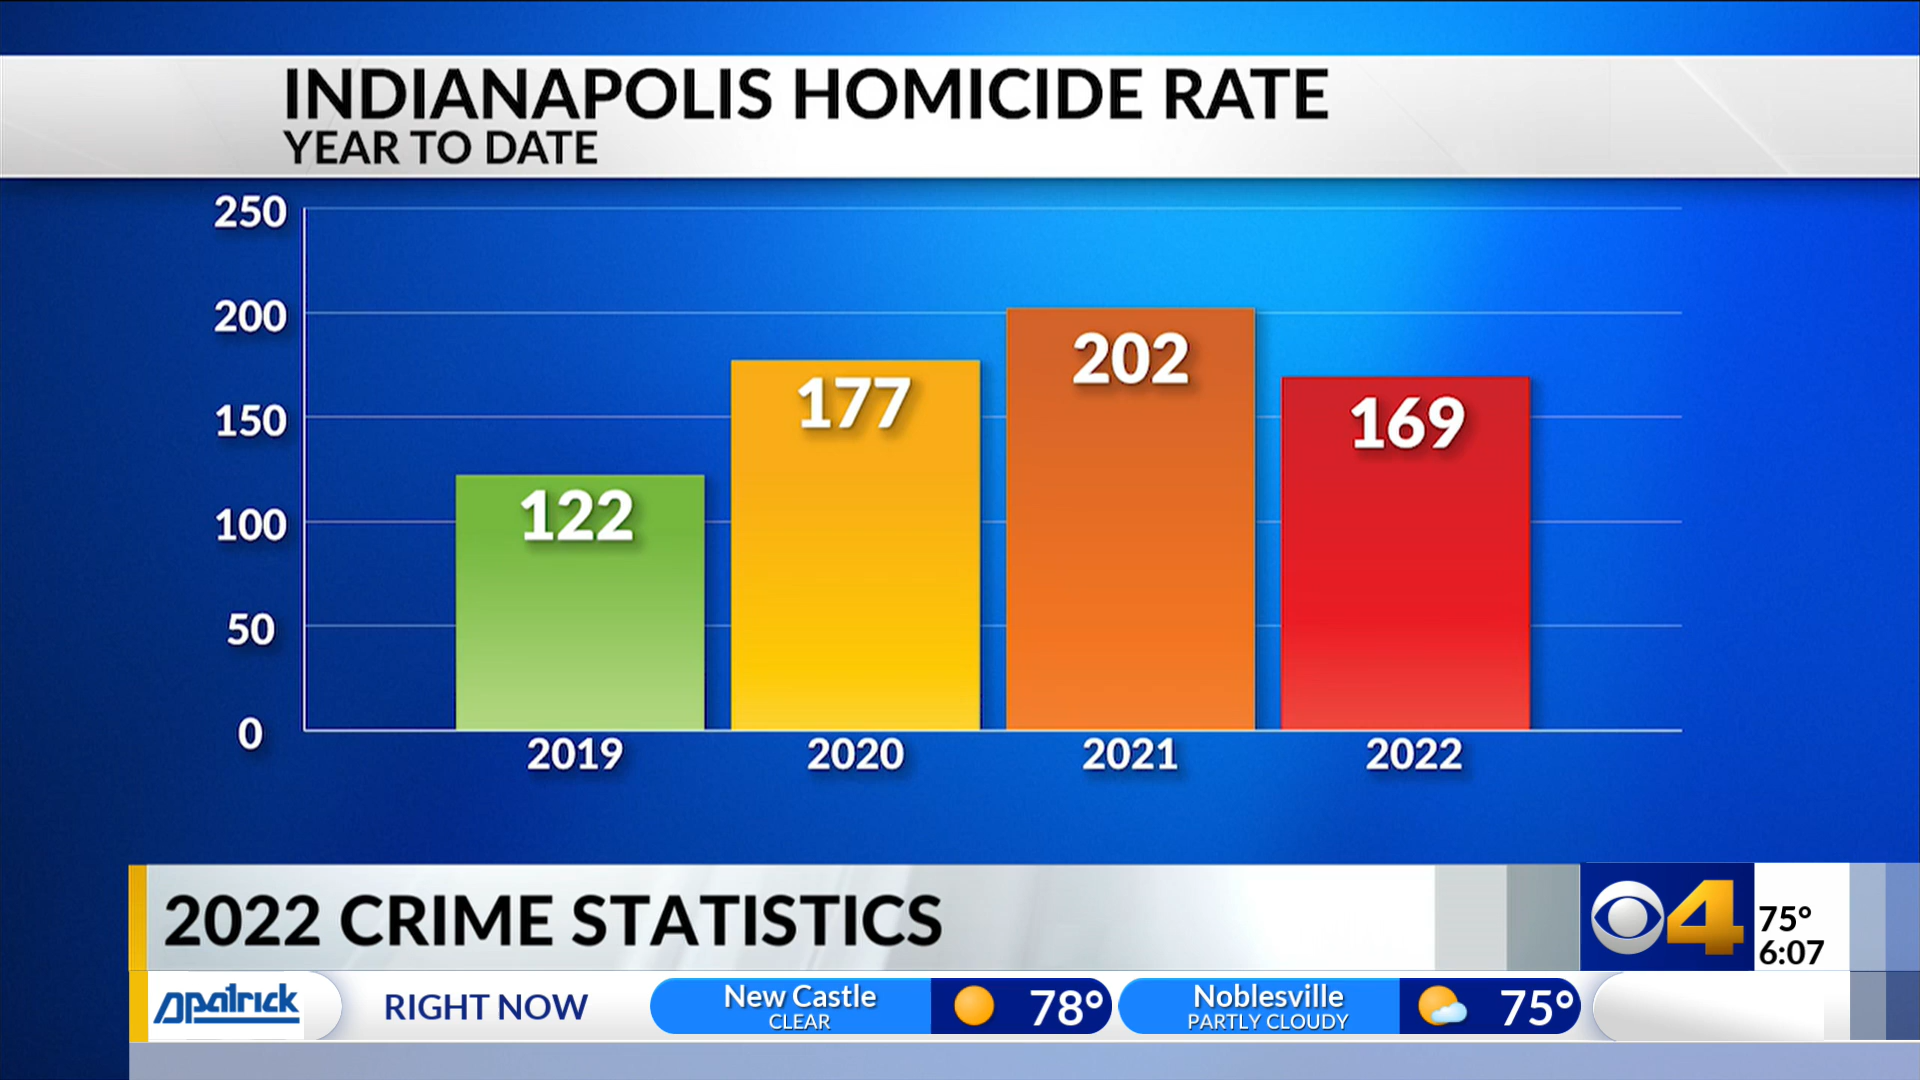 INDIANAPOLIS HOMICIDE RATE
YEAR TO DATE
250
200
150
100
50
0
122
177
202
169
2019
2020
2021
2022
2022 CRIME STATISTICS
4
75°
6:07
patrick
RIGHT NOW
New Castle
CLEAR
78°
Noblesville
PARTLY CLOUDY
75°